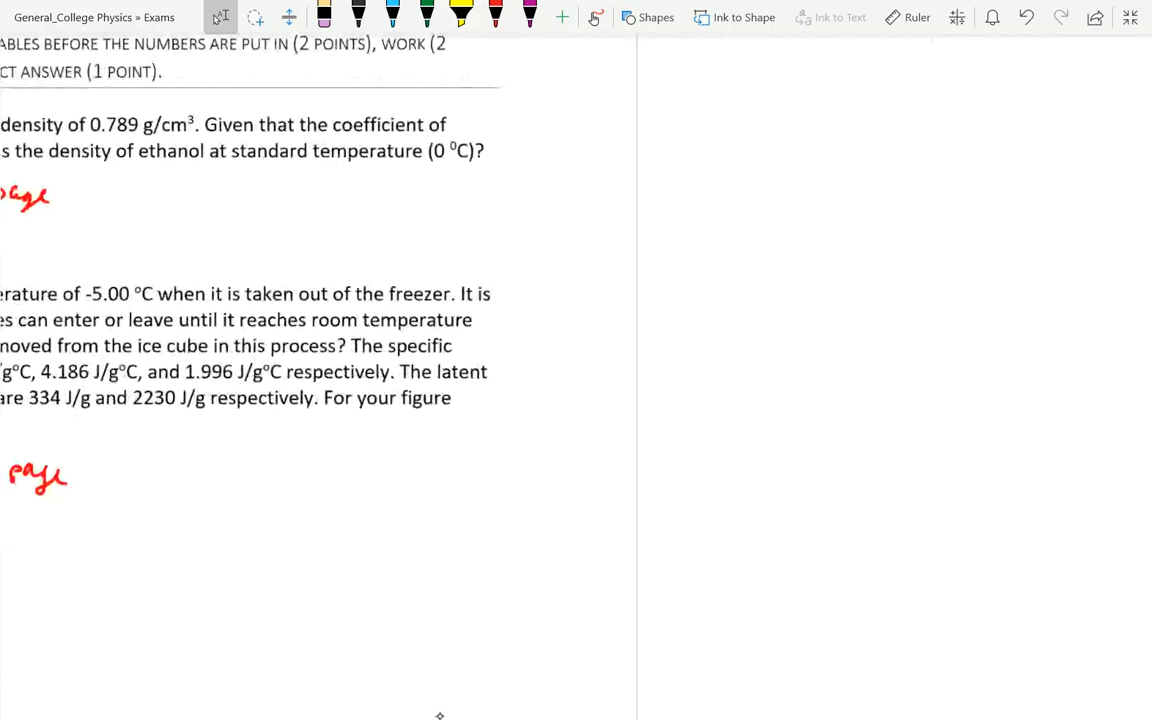 General_College Physics » Exams
Shapes
Ink to Shape
Ink to Text
Ruler
ABLES BEFORE THE NUMBERS ARE PUT IN (2 POINTS), WORK (2
CT ANSWER (1 POINT).
density of 0.789 g/cm³. Given that the coefficient of
s the density of ethanol at standard temperature (0 ⁰C)?
page
erature of -5.00 °C when it is taken out of the freezer. It is
es can enter or leave until it reaches room temperature
moved from the ice cube in this process? The specific
/g°C, 4.186 J/g°C, and 1.996 J/g°C respectively. The latent
are 334 J/g and 2230 J/g respectively. For your figure
page